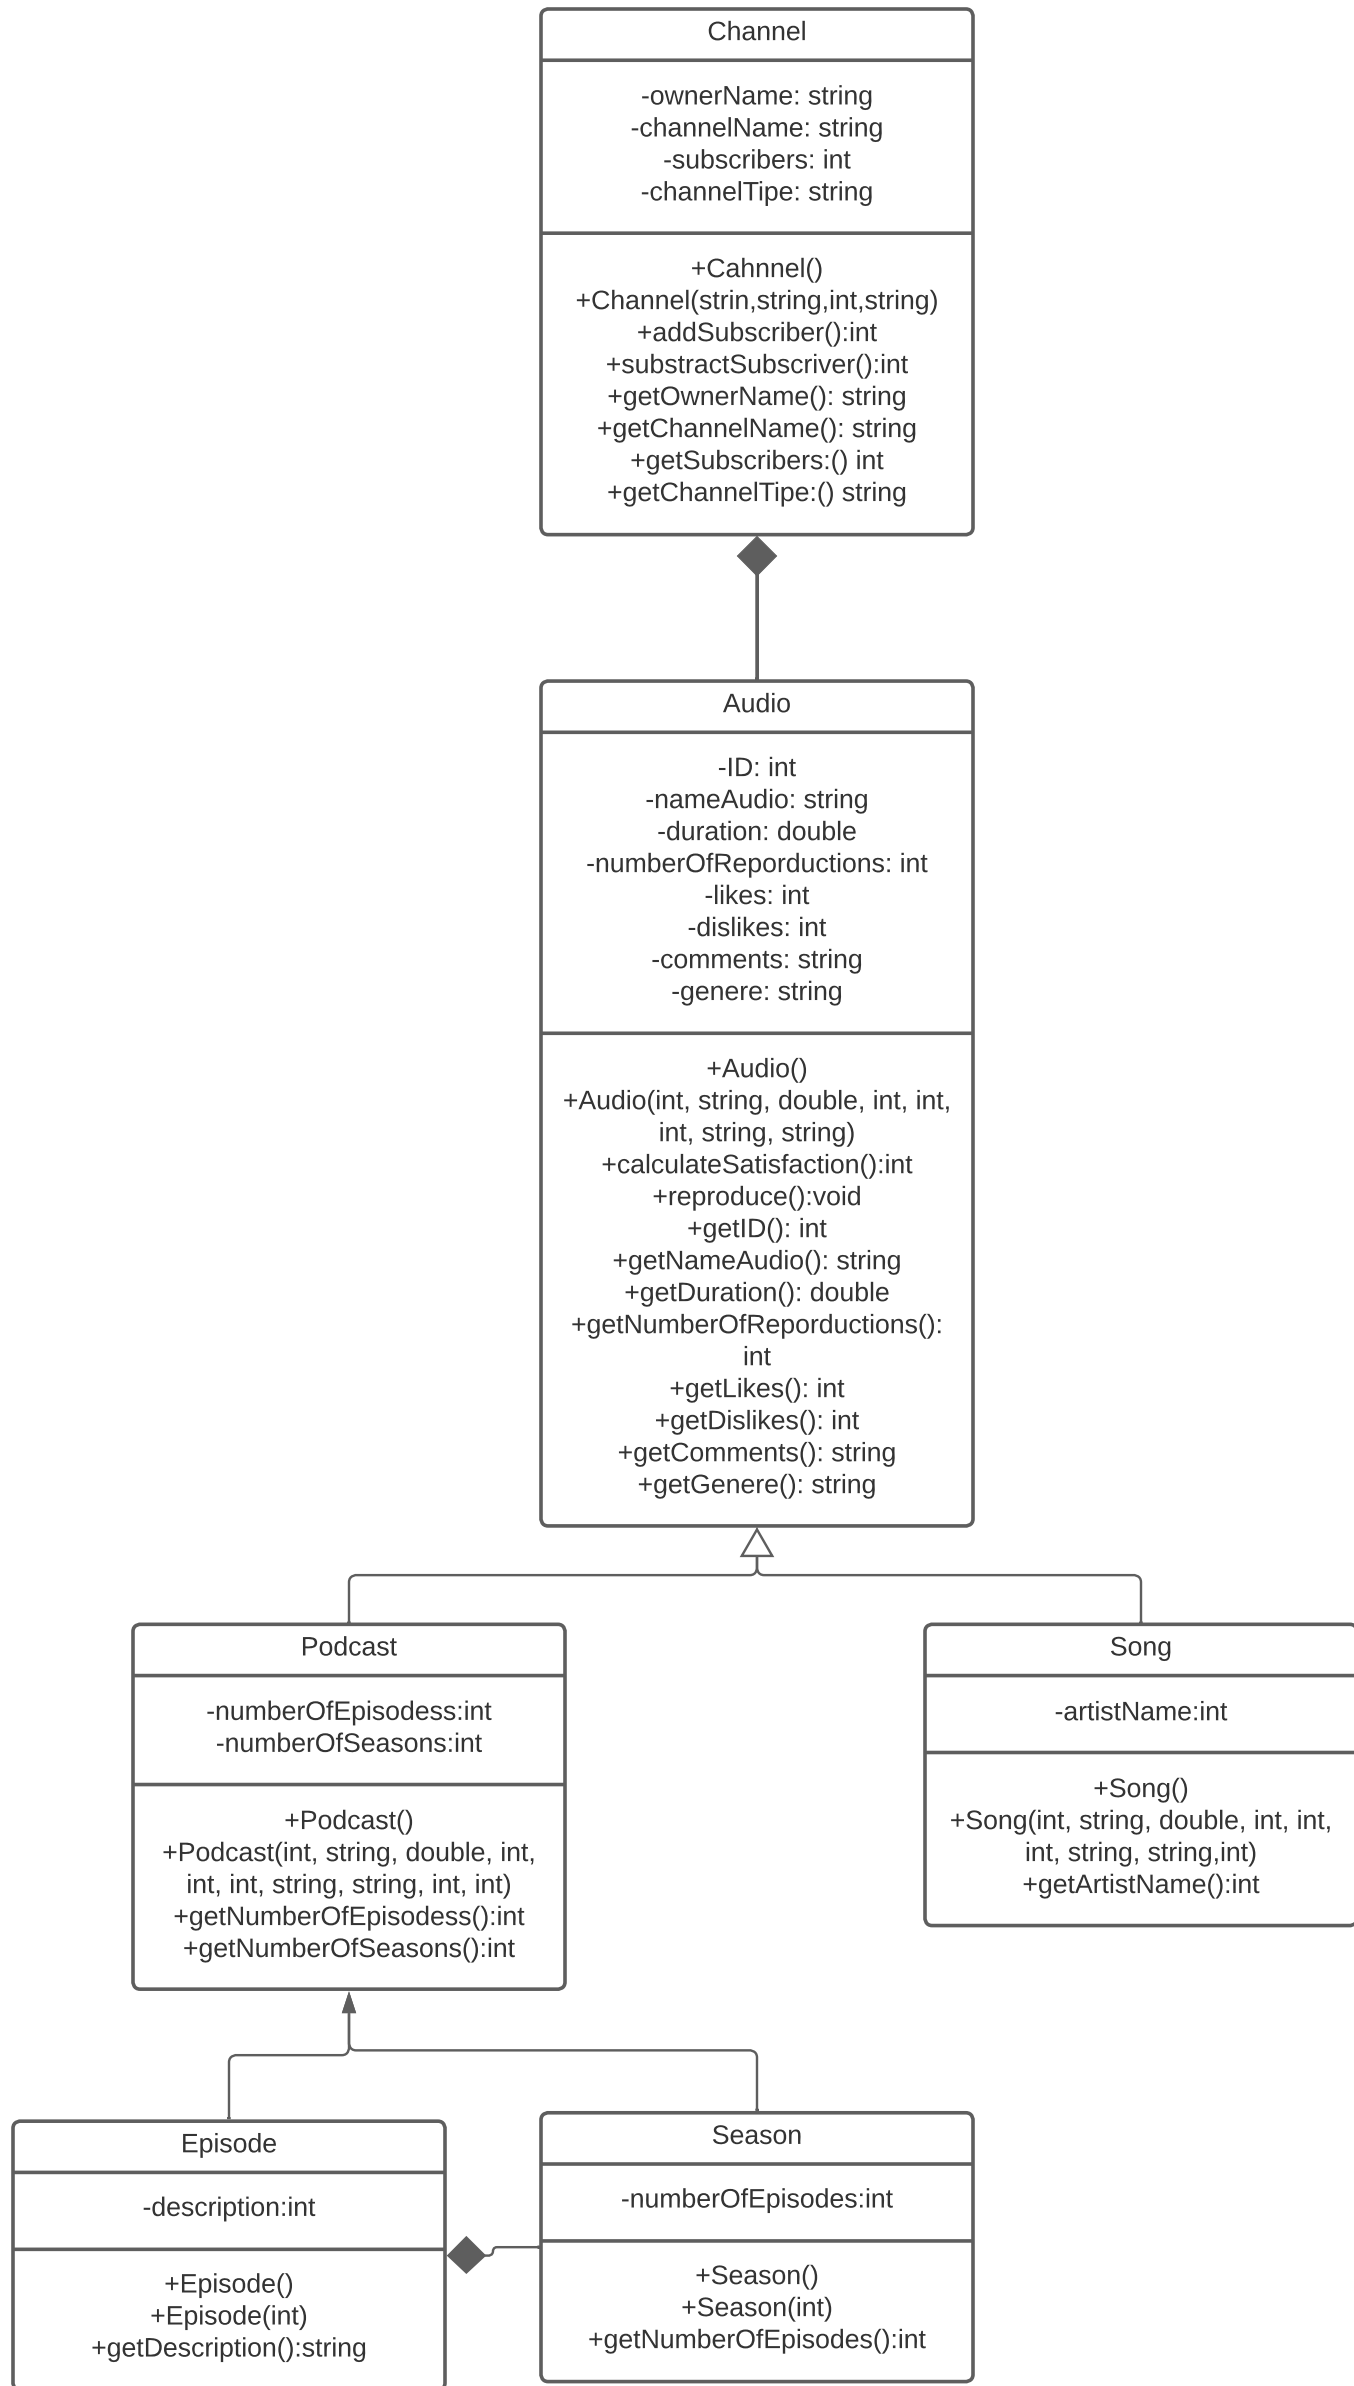 Channel
-ownerName: string
-channelName: string
-subscribers: int
-channelTipe: string
+Cahnnel()
+Channel(strin,string,int,string)
+addSubscriber():int
+substractSubscriver():int
+getOwnerName(): string
+getChannelName(): string
+getSubscribers:() int
+getChannelTipe:() string
Audio
-ID: int
-nameAudio: string
-duration: double
-numberOfReporductions: int
-likes: int
-dislikes: int
-comments: string
-genere: string
+Audio()
+Audio(int, string, double, int, int,
int, string, string)
+calculateSatisfaction():int
+reproduce():void
+getID(): int
+getNameAudio(): string
+getDuration(): double
+getNumberOfReporductions():
int
+getLikes(): int
+getDislikes(): int
+getComments(): string
+getGenere(): string
Podcast
-numberOfEpisodess:int
-numberOfSeasons:int
+Podcast()
+Podcast(int, string, double, int,
int, int, string, string, int, int)
+getNumberOfEpisodess():int
+getNumberOfSeasons():int
Song
-artistName:int
+Song()
+Song(int, string, double, int, int,
int, string, string,int)
+getArtistName():int
Episode
-description:int
+Episode()
+Episode(int)
+getDescription():string
Season
-numberOfEpisodes:int
+Season()
+Season(int)
+getNumberOfEpisodes():int